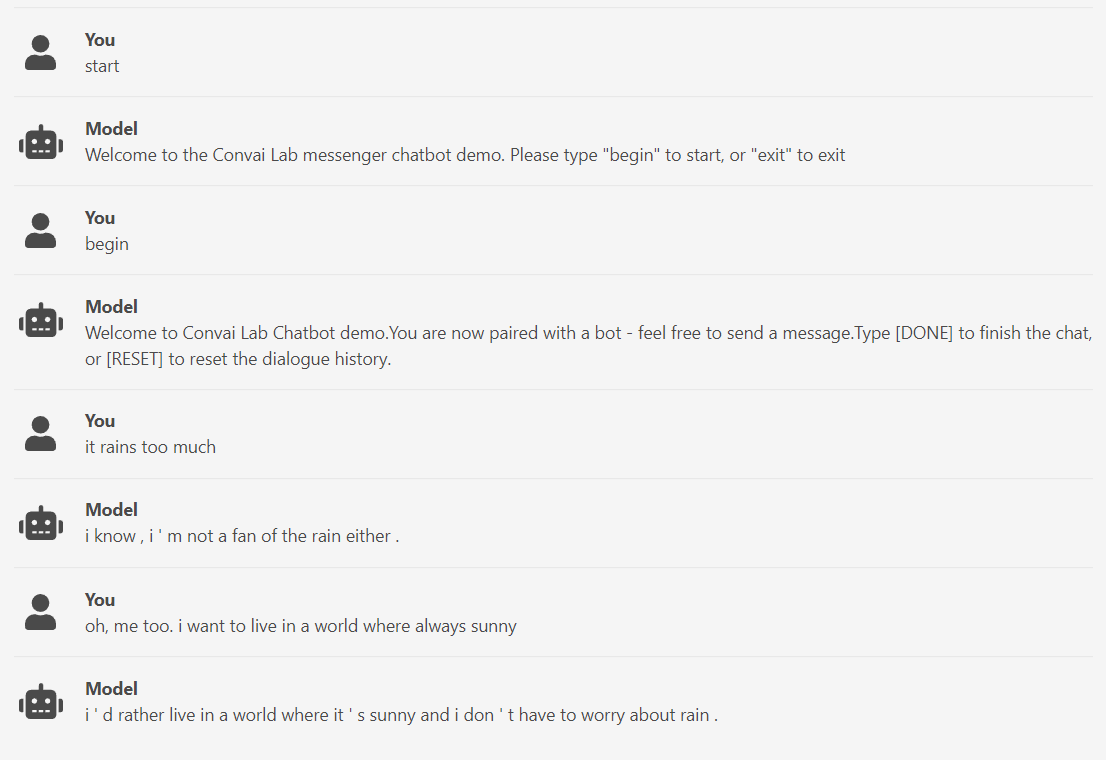 You
start
Model
Welcome to the Convai Lab messenger chatbot demo. Please type "begin" to start, or "exit" to exit
You
begin
Model
Welcome to Convai Lab Chatbot demo.You are now paired with a bot - feel free to send a message.Type [DONE] to finish the chat,
or [RESET] to reset the dialogue history.
You
it rains too much
Model
i know , i ' m not a fan of the rain either .
You
oh, me too. i want to live in a world where always sunny
Model
i ' d rather live in a world where it ' s sunny and i don ' t have to worry about rain .